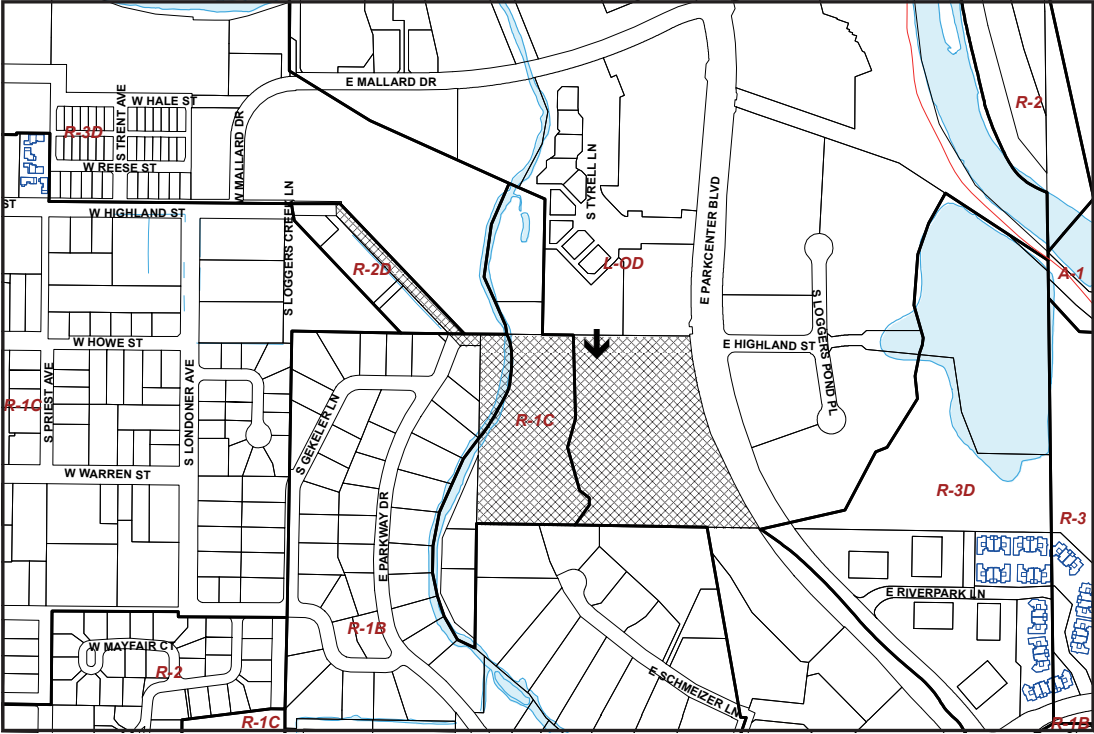 E MALLARD DR
W HALE ST
R-2
S TRENT AVE
R-3D
W MALLARD DR
W REESE ST
S TYRELL LN
ST
W HIGHLAND ST
S LOGGERS CREEK LN
E PARKCENTER BLVD
R-2D
L-OD
A-1
S LOGGERS POND PL
W HOWE ST
E HIGHLAND ST
S PRIEST AVE
S LONDONER AVE
R-1C
R-1C
S GEKELER LN
W WARREN ST
R-3D
R-3
E PARKWAY DR
E RIVERPARK LN
R-1B
W MAYFAIR CT
R-2
E SCHMEIZER LN
R-1C
R-1B